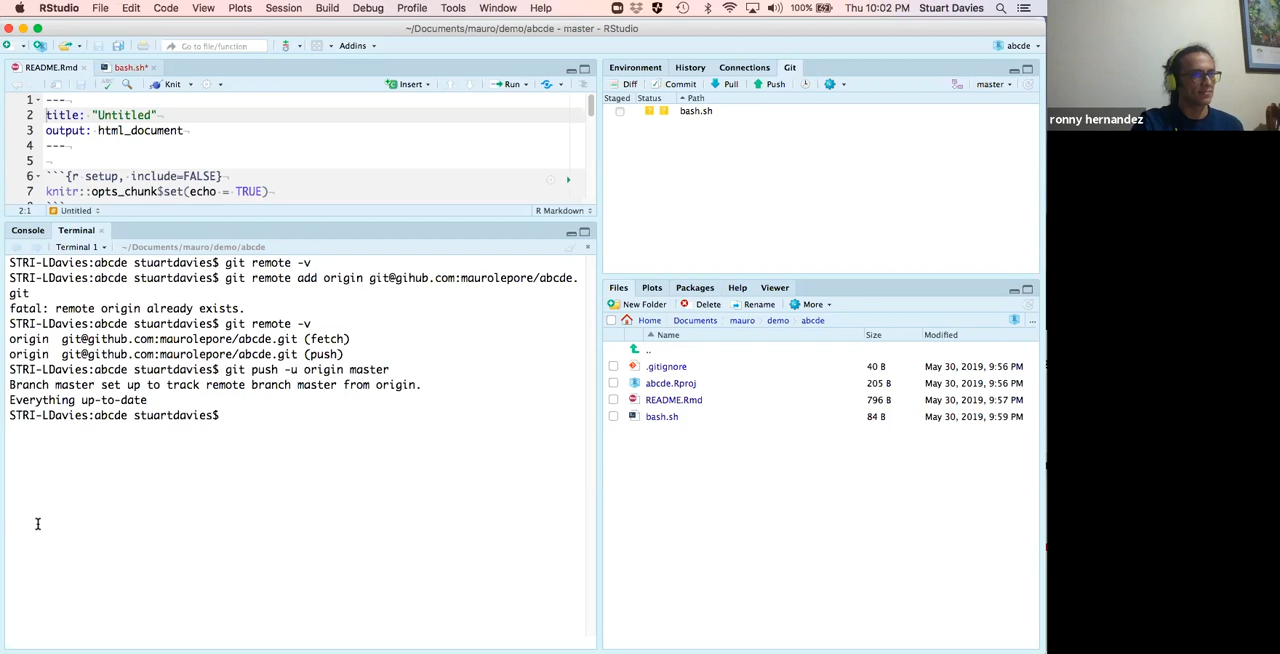 RStudio File Edit Code View Plots Session Build Debug Profile Tools Window Help 100% Thu 10:02 PM Stuart Davies
~/Documents/mauro/demo/abcde - master - RStudio
Go to file/function Addins abcde
README.Rmd bash.sh*
Knit Insert Run
1 ---
2 title: "Untitled"
3 output: html_document
4 ---
5
6 ```{r setup, include=FALSE}
7 knitr::opts_chunk$set(echo = TRUE)
2:1 Untitled R Markdown
Console Terminal
Terminal 1 ~/Documents/mauro/demo/abcde
STRI-LDavies:abcde stuartdavies$ git remote -v
STRI-LDavies:abcde stuartdavies$ git remote add origin git@gihub.com:maurolepore/abcde.
git
fatal: remote origin already exists.
STRI-LDavies:abcde stuartdavies$ git remote -v
origin git@github.com:maurolepore/abcde.git (fetch)
origin git@github.com:maurolepore/abcde.git (push)
STRI-LDavies:abcde stuartdavies$ git push -u origin master
Branch master set up to track remote branch master from origin.
Everything up-to-date
STRI-LDavies:abcde stuartdavies$
Environment History Connections Git
Diff Commit Pull Push master
Staged Status Path
? ? bash.sh
Files Plots Packages Help Viewer
New Folder Delete Rename More
Home Documents mauro demo abcde ...
Name Size Modified
..
.gitignore 40 B May 30, 2019, 9:56 PM
abcde.Rproj 205 B May 30, 2019, 9:56 PM
README.Rmd 796 B May 30, 2019, 9:57 PM
bash.sh 84 B May 30, 2019, 9:59 PM
ronny hernandez